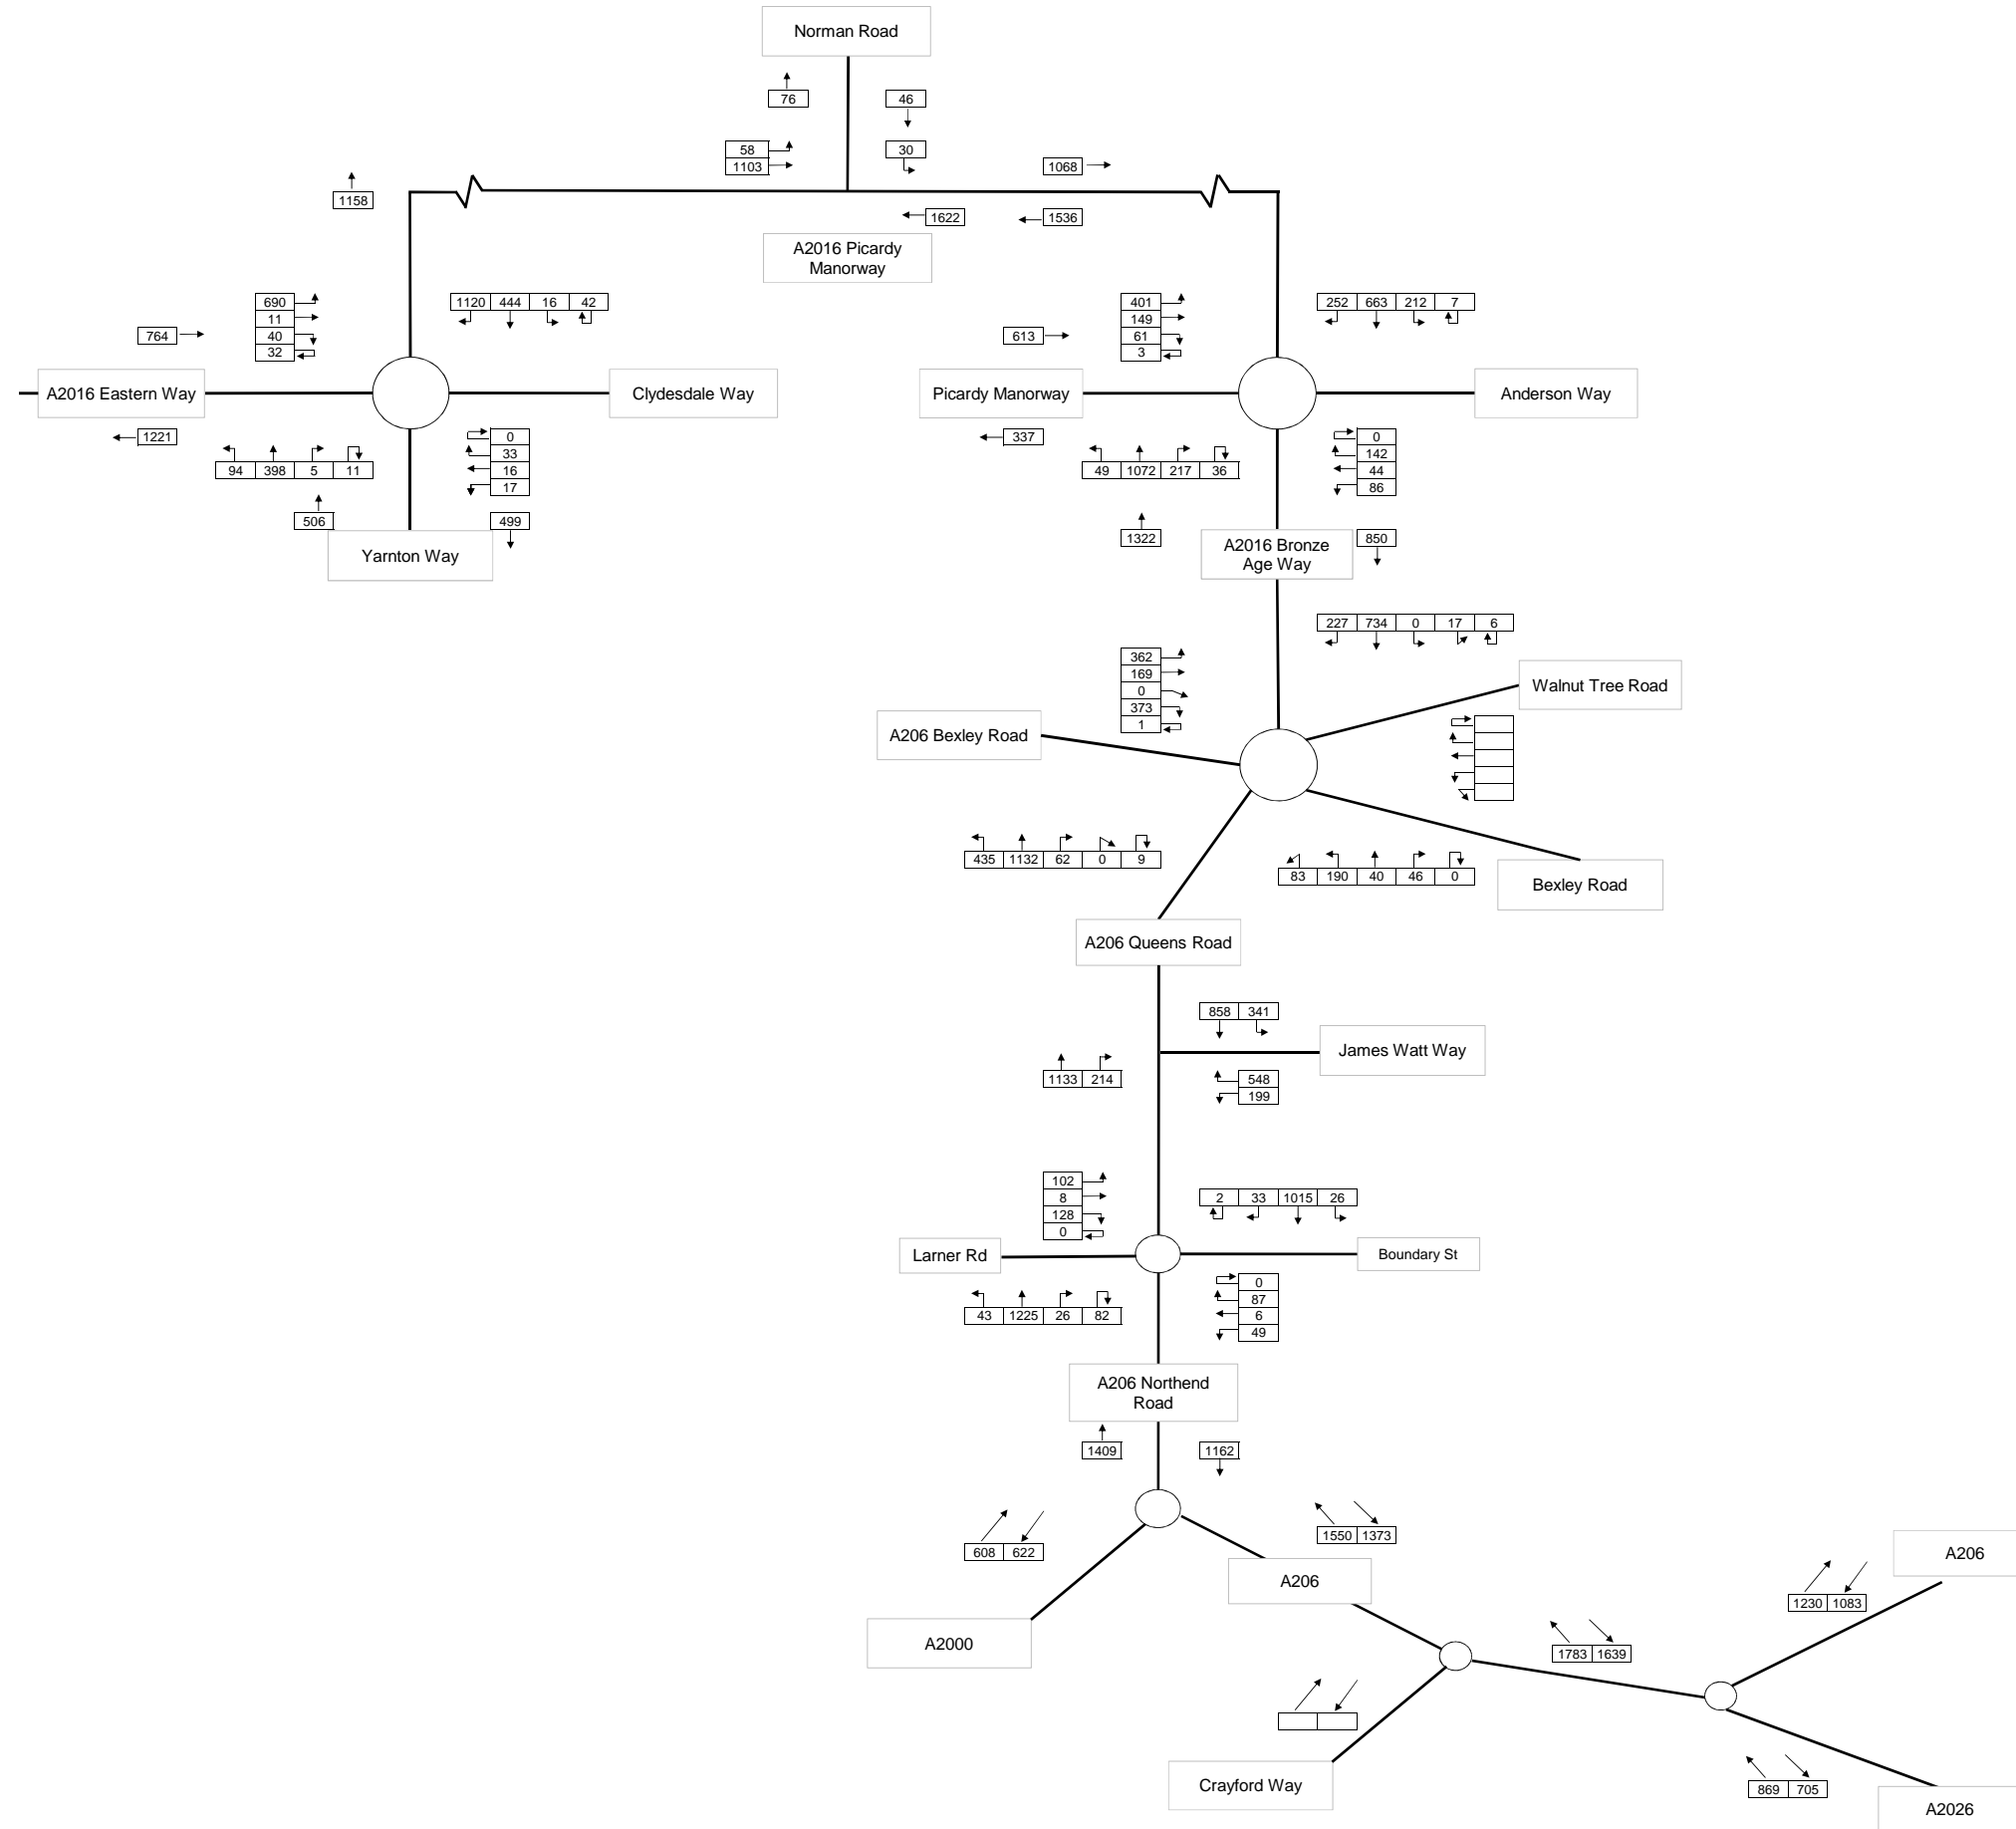 Norman Road
76
46
58
30
1103
1068
1158
1622
1536
A2016 Picardy
Manorway
690
11
40
32
1120 444 16 42
401
149
61
3
252 663 212 7
764
613
A2016 Eastern Way
Clydesdale Way
Picardy Manorway
Anderson Way
1221
337
94 398 5 11
0
33
16
17
49 1072 217 36
0
142
44
86
506
499
Yarnton Way
1322
A2016 Bronze
Age Way
850
227 734 0 17 6
362
169
0
373
1
Walnut Tree Road
A206 Bexley Road
435 1132 62 0 9
83 190 40 46 0
Bexley Road
A206 Queens Road
858 341
James Watt Way
1133 214
548
199
102
8
128
0
2 33 1015 26
Larner Rd
Boundary St
43 1225 26 82
0
87
6
49
A206 Northend
Road
1409
1162
608 622
1550 1373
A206
A206
1230 1083
A2000
1783 1639
Crayford Way
869 705
A2026